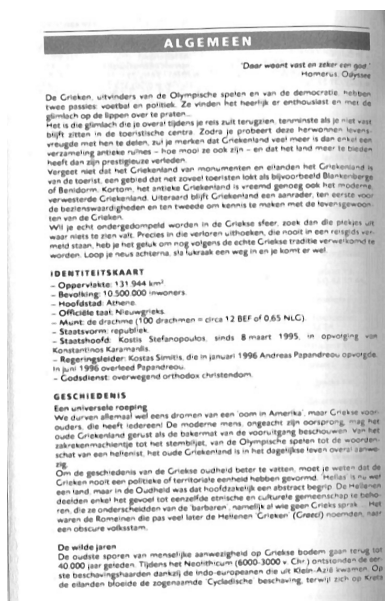 ALGEMEEN
'Daar woont vast en zeker een god.'
Homerus, Odyssee
De Grieken, uitvinders van de Olympische spelen en van de democratie, hebben
twee passies: voetbal en politiek. Ze vinden het heerlijk er enthousiast en met de
glimlach op de lippen over te praten...
Het is die glimlach die je overal tijdens je reis zult terugzien, tenminste als je niet vast
blijft zitten in de toeristische centra. Zodra je probeert deze herwonnen levens-
vreugde met hen te delen, zul je merken dat Griekenland veel meer is dan enkel een
verzameling antieke ruïnes – hoe mooi ze ook zijn – en dat het land meer te bieden
heeft dan zijn prestigieuze verleden.
Vergeet niet dat het Griekenland van monumenten en eilanden het Griekenland is
van de toerist, een gebied dat net zoveel toeristen lokt als bijvoorbeeld Blankenberge
of Benidorm. Kortom, het antieke Griekenland is vreemd genoeg ook het moderne,
verwesterde Griekenland. Uiteraard blijft Griekenland een aanrader, ten eerste voor
de bezienswaardigheden en ten tweede om kennis te maken met de levensgewoon-
ten van de Grieken.
Wil je echt ondergedompeld worden in de Griekse sfeer, zoek dan die plekjes uit
waar niets te zien valt. Precies in die verloren uithoeken, die nooit in een reisgids ver-
meld staan, heb je het geluk om nog volgens de echte Griekse traditie verwelkomd te
worden. Loop je neus achterna, sla lukraak een weg in en je komt er wel.
IDENTITEITSKAART
– Oppervlakte: 131.944 km².
– Bevolking: 10.500.000 inwoners.
– Hoofdstad: Athene.
– Officiële taal: Nieuwgrieks.
– Munt: de drachme (100 drachmen = circa 12 BEF of 0,65 NLG).
– Staatsvorm: republiek.
– Staatshoofd: Kostis Stefanopoulos, sinds 8 maart 1995, in opvolging van
Konstantinos Karamanlis.
– Regeringsleider: Kostas Simitis, die in januari 1996 Andreas Papandreou opvolgde.
In juni 1996 overleed Papandreou.
– Godsdienst: overwegend orthodox christendom.
GESCHIEDENIS
Een universele roeping
We durven allemaal wel eens dromen van een 'oom in Amerika', maar Griekse voor-
ouders, die heeft iedereen! De moderne mens, ongeacht zijn oorsprong, mag het
oude Griekenland gerust als de bakermat van de vooruitgang beschouwen. Van het
zakrekenmachientje tot het stembiljet, van de Olympische spelen tot de woorden-
schat van een hellenist, het oude Griekenland is in het dagelijkse leven overal aanwe-
zig.
Om de geschiedenis van de Griekse oudheid beter te vatten, moet je weten dat de
Grieken nooit een politieke of territoriale eenheid hebben gevormd. Hellas is nu wel
een land, maar in de Oudheid was dat hoofdzakelijk een abstract begrip. De Hellenen
deelden enkel het gevoel tot eenzelfde etnische en culturele gemeenschap te beho-
ren, die ze onderscheidden van de 'barbaren', namelijk al wie geen Grieks sprak... Het
waren de Romeinen die pas veel later de Hellenen 'Grieken' (Graeci) noemden, naar
een obscure volksstam.
De wilde jaren
De oudste sporen van menselijke aanwezigheid op Griekse bodem gaan terug tot
40.000 jaar geleden. Tijdens het Neolithicum (6000-3000 v. Chr.) ontstonden de eer-
ste beschavingshaarden dankzij de Indo-europeanen die uit Klein-Azië kwamen. Op
de eilanden bloeide de zogenaamde 'Cycladische' beschaving, terwijl zich op Kreta